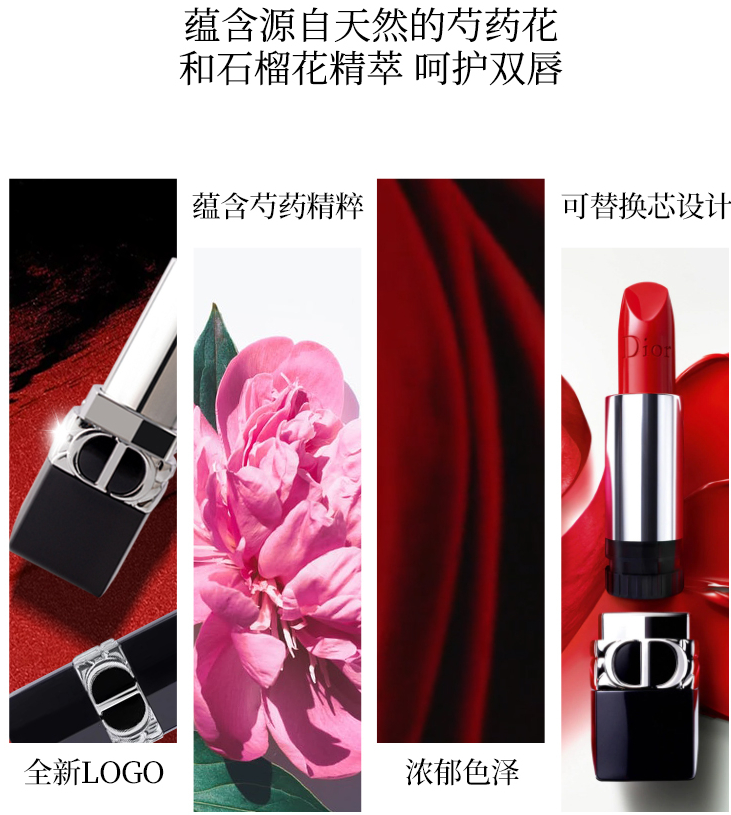 蕴含源自天然的芍药花
和石榴花精萃 呵护双唇
蕴含芍药精粹
可替换芯设计
Dior
全新LOGO
浓郁色泽